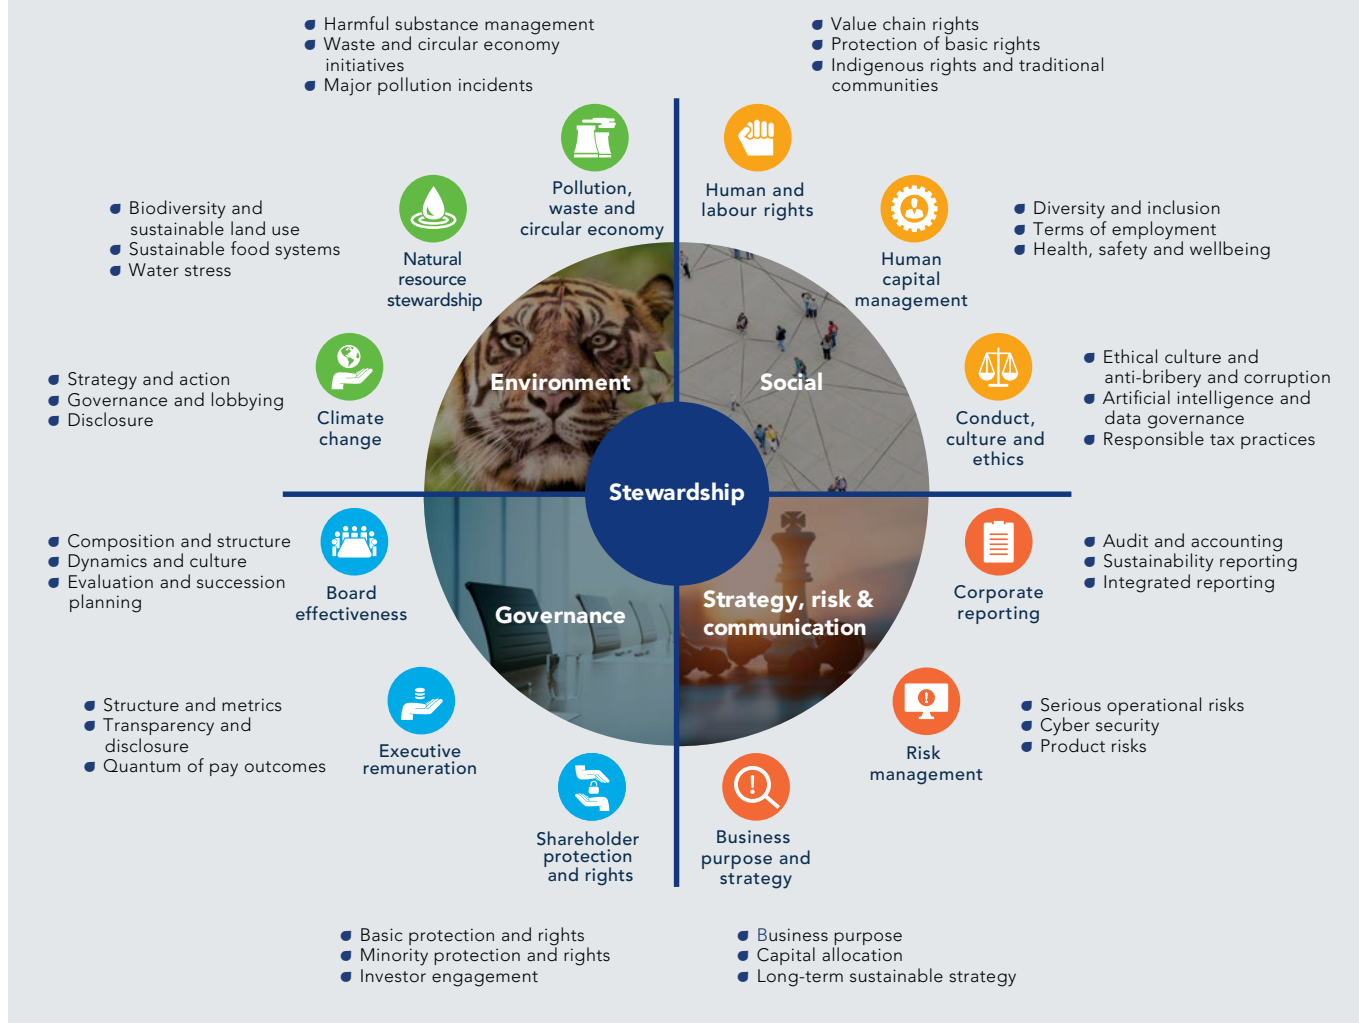 Harmful substance management
Waste and circular economy
initiatives
Major pollution incidents
Value chain rights
Protection of basic rights
Indigenous rights and traditional
communities
Pollution,
waste and
circular economy
Human and
labour rights
Biodiversity and
sustainable land use
Sustainable food systems
Water stress
Natural
resource
stewardship
Human
capital
management
Diversity and inclusion
Terms of employment
Health, safety and wellbeing
Strategy and action
Governance and lobbying
Disclosure
Climate
change
Environment
Social
Conduct,
culture and
ethics
Ethical culture and
anti-bribery and corruption
Artificial intelligence and
data governance
Responsible tax practices
Stewardship
Composition and structure
Dynamics and culture
Evaluation and succession
planning
Board
effectiveness
Governance
Strategy, risk &
communication
Corporate
reporting
Audit and accounting
Sustainability reporting
Integrated reporting
Structure and metrics
Transparency and
disclosure
Quantum of pay outcomes
Executive
remuneration
Risk
management
Serious operational risks
Cyber security
Product risks
Shareholder
protection
and rights
Business
purpose and
strategy
Basic protection and rights
Minority protection and rights
Investor engagement
Business purpose
Capital allocation
Long-term sustainable strategy